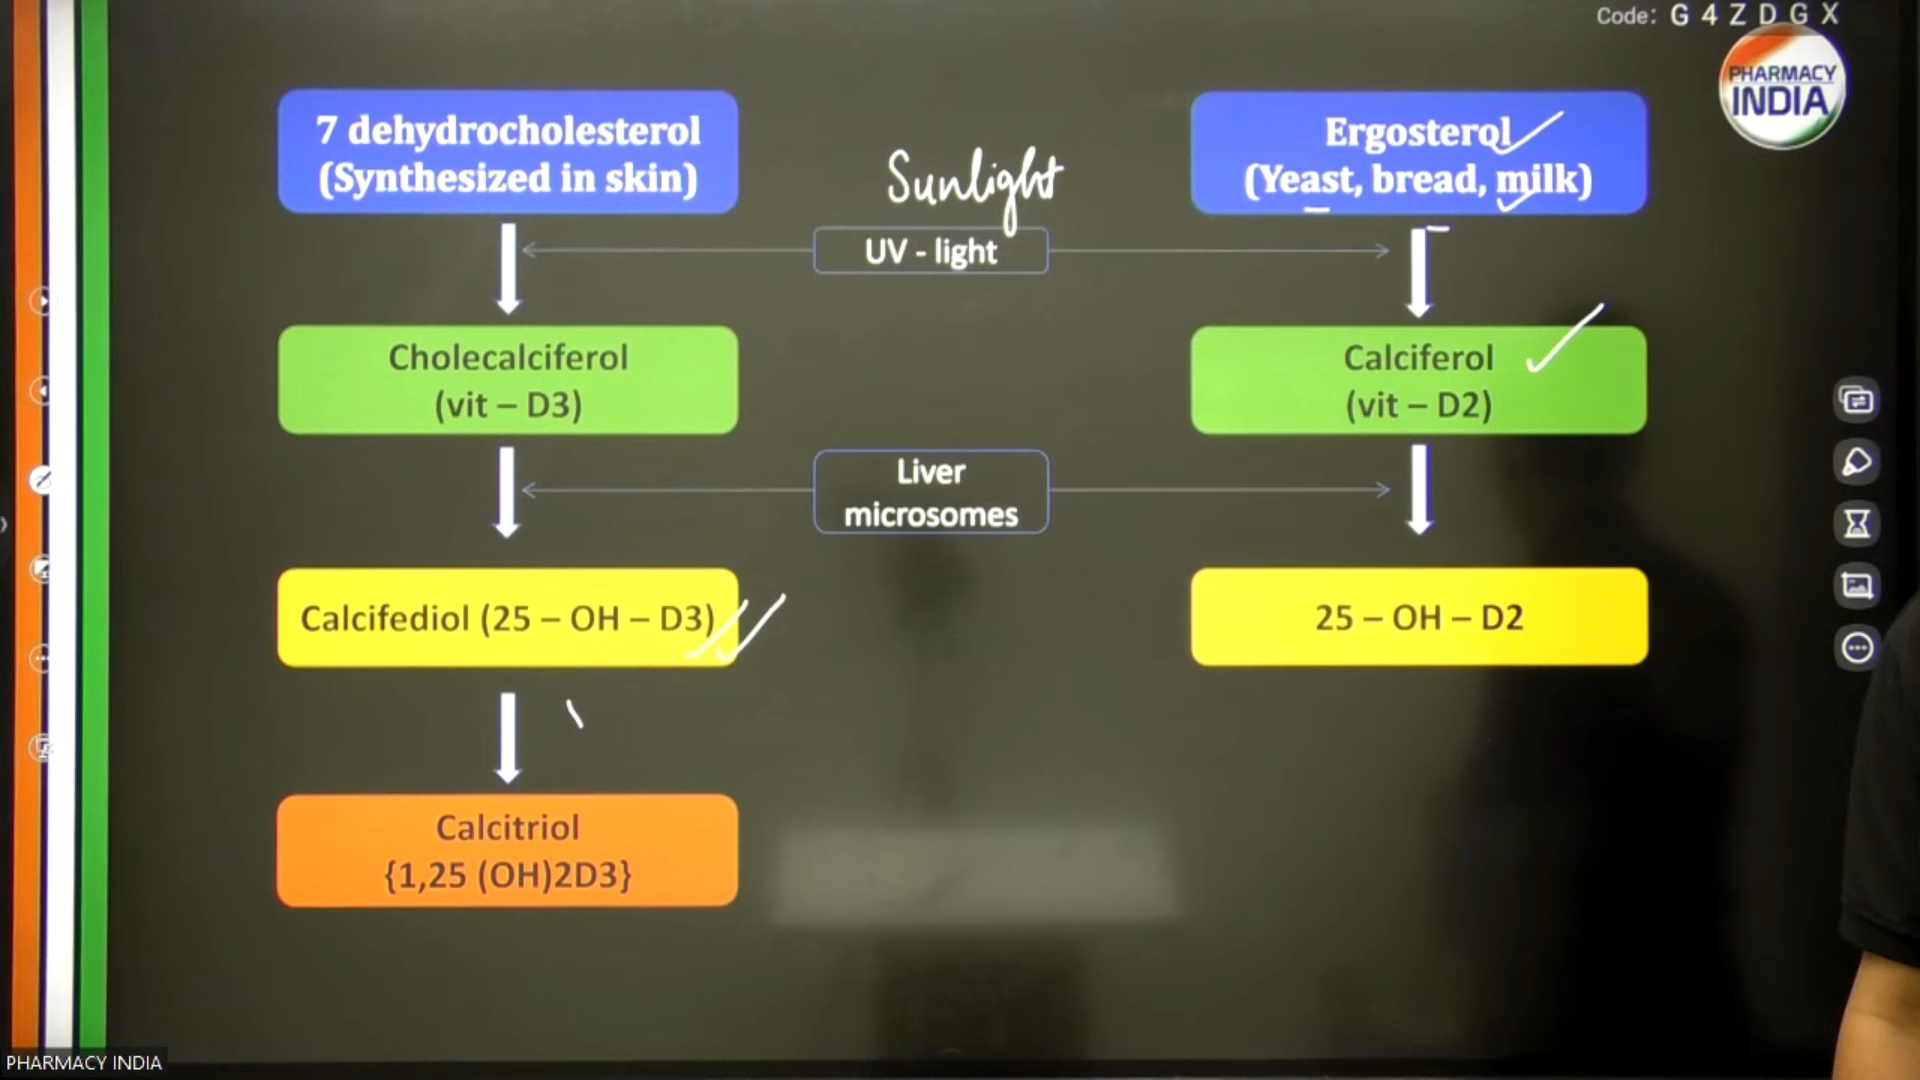 Code: G 4 Z D G X
PHARMACY
INDIA
7 dehydrocholesterol
(Synthesized in skin)
Sunlight
Ergosterol
(Yeast, bread, milk)
UV - light
Cholecalciferol
(vit – D3)
Calciferol
(vit – D2)
Liver
microsomes
Calcifediol (25 – OH – D3)
25 – OH – D2
Calcitriol
{1,25 (OH)2D3}
PHARMACY INDIA